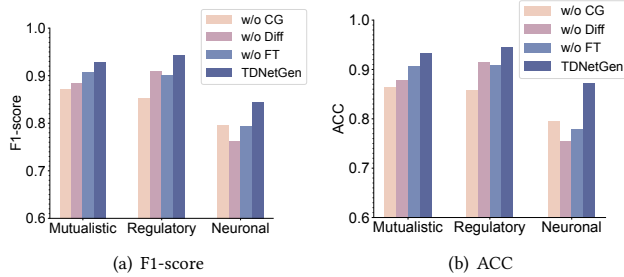 w/o CG
w/o Diff
w/o FT
TDNetGen
1.0
0.9
0.8
0.7
0.6
F1-score
Mutualistic Regulatory Neuronal
(a) F1-score
w/o CG
w/o Diff
w/o FT
TDNetGen
1.0
0.9
0.8
0.7
0.6
ACC
Mutualistic Regulatory Neuronal
(b) ACC